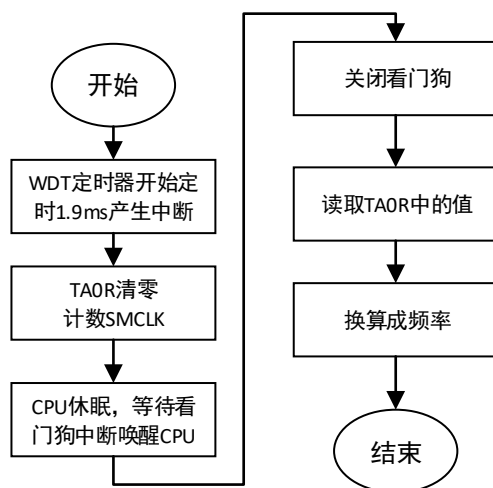 开始
WDT定时器开始定
时1.9ms产生中断
TA0R清零
计数SMCLK
CPU休眠，等待看
门狗中断唤醒CPU
关闭看门狗
读取TA0R中的值
换算成频率
结束